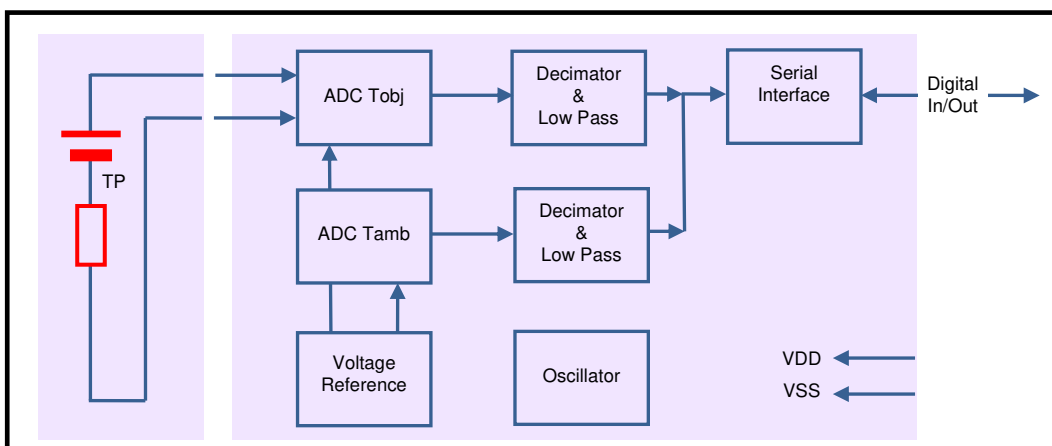 ADC Tobj
Decimator
&
Low Pass
Serial
Interface
Digital
In/Out
TP
ADC Tamb
Decimator
&
Low Pass
Voltage
Reference
Oscillator
VDD
VSS